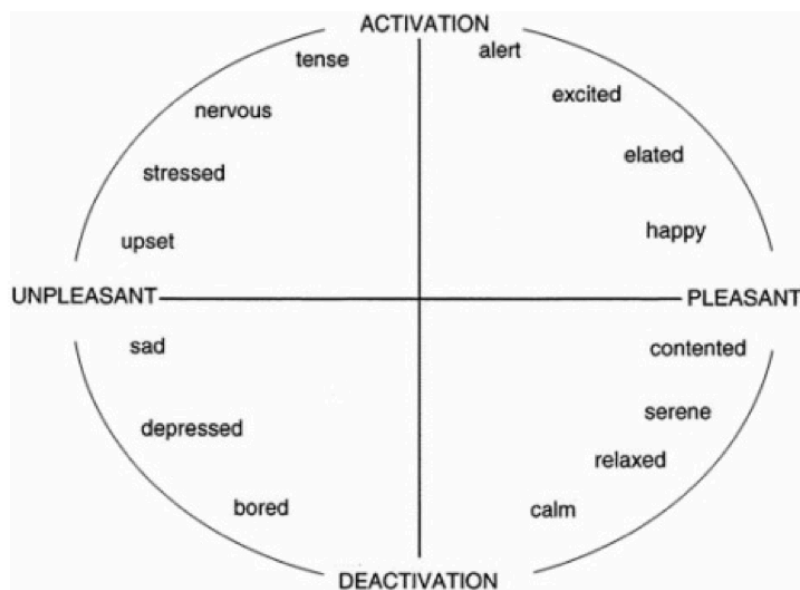 ACTIVATION
tense
alert
excited
nervous
elated
stressed
happy
upset
UNPLEASANT
PLEASANT
sad
contented
serene
depressed
relaxed
bored
calm
DEACTIVATION